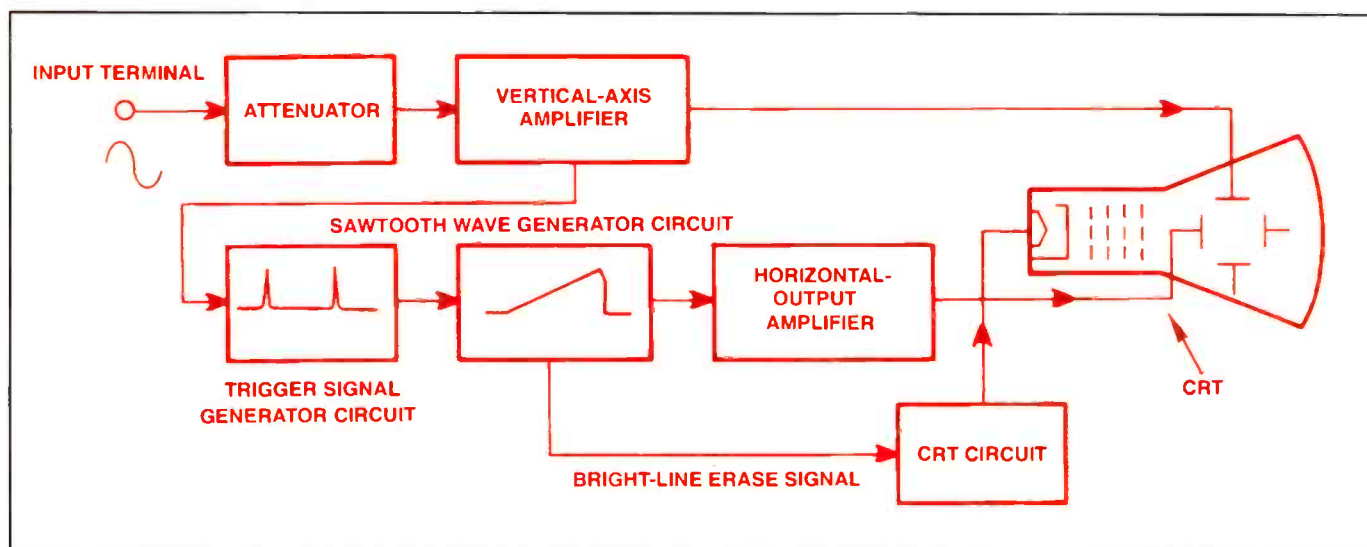 INPUT TERMINAL
ATTENUATOR
VERTICAL-AXIS
AMPLIFIER
SAWTOOTH WAVE GENERATOR CIRCUIT
HORIZONTAL-
OUTPUT
AMPLIFIER
TRIGGER SIGNAL
GENERATOR CIRCUIT
CRT
CRT CIRCUIT
BRIGHT-LINE ERASE SIGNAL